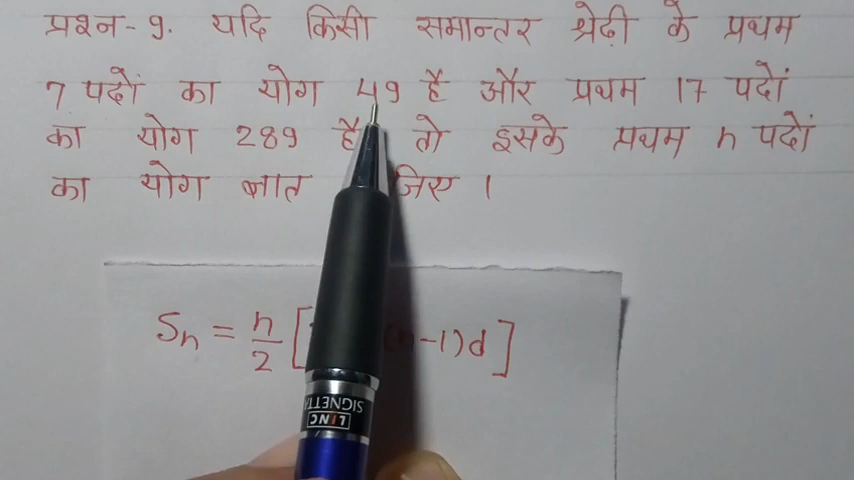 प्रश्न-9. यदि किसी समान्तर श्रेढ़ी के प्रथम
7 पदों का योग 49 है और प्रथम 17 पदों
का योग 289 है तो इसके प्रथम n पदों
का योग ज्ञात जिए ।
Sn = n/2 [ n-1)d]
LINC
SIGNETTA